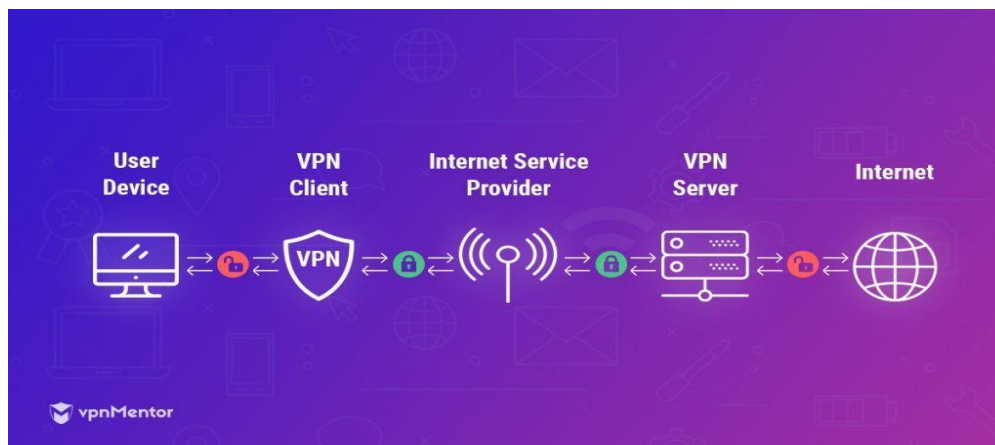 User
Device
VPN
Client
Internet Service
Provider
VPN
Server
Internet
VPN
vpnMentor